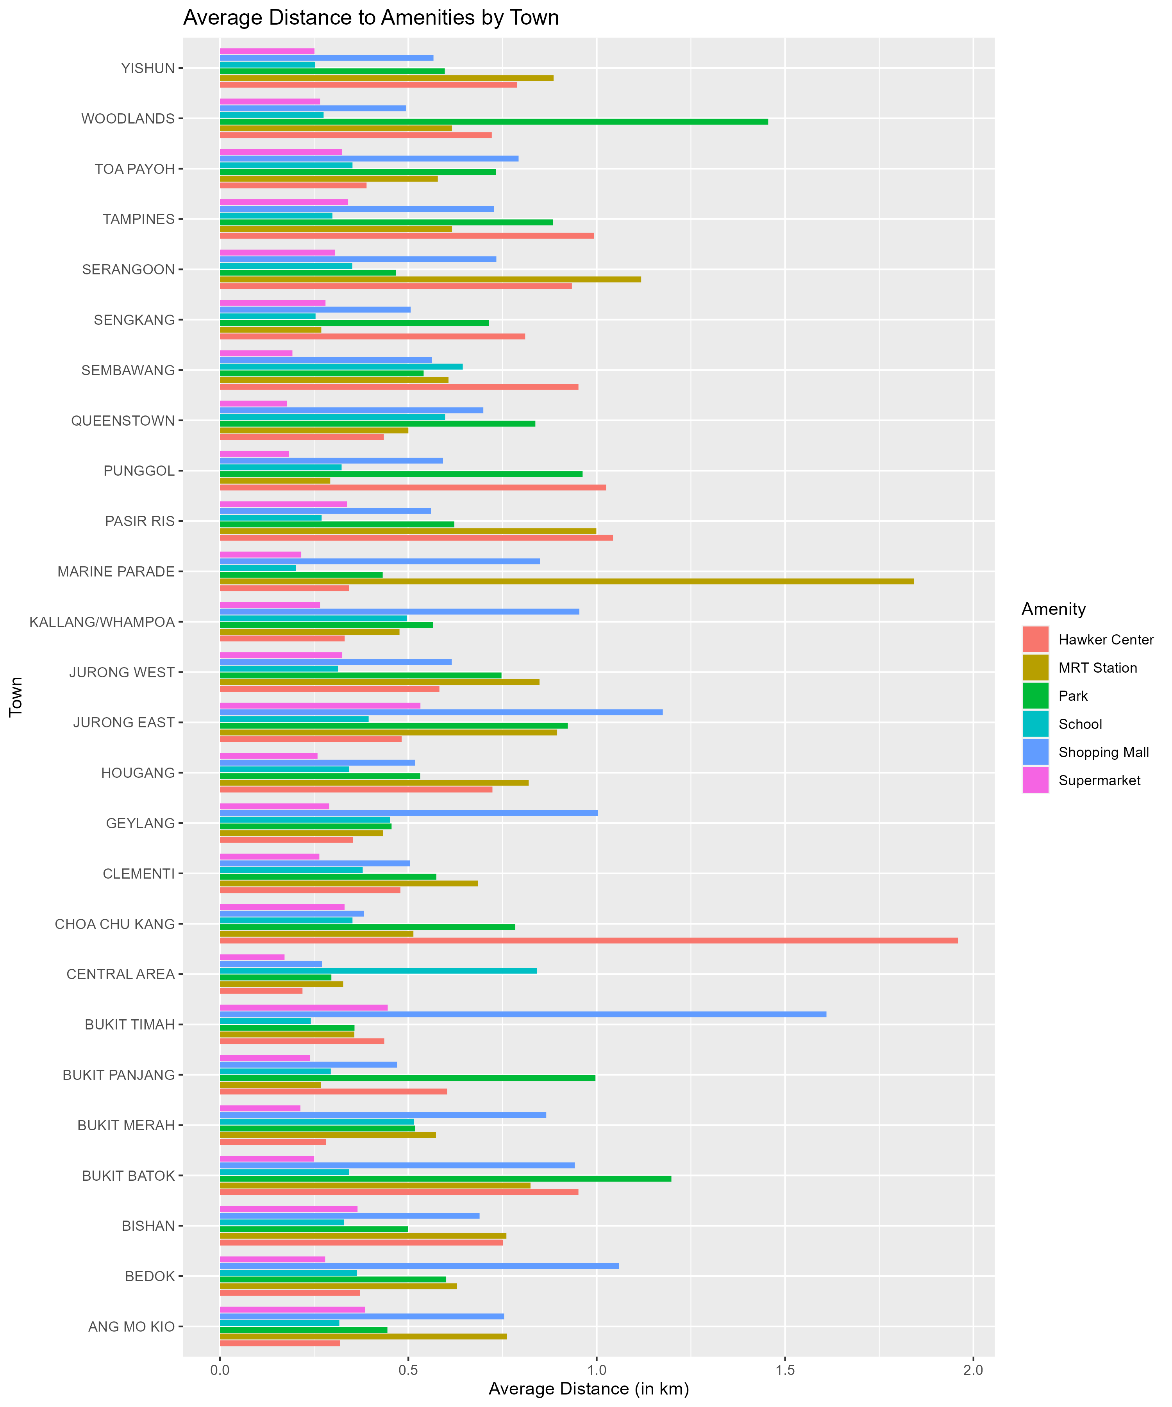 Average Distance to Amenities by Town
YISHUN
WOODLANDS
TOA PAYOH
TAMPINES
SERANGOON
SENGKANG
SEMBAWANG
QUEENSTOWN
PUNGGOL
PASIR RIS
MARINE PARADE
KALLANG/WHAMPOA
JURONG WEST
JURONG EAST
HOUGANG
GEYLANG
CLEMENTI
CHOA CHU KANG
CENTRAL AREA
BUKIT TIMAH
BUKIT PANJANG
BUKIT MERAH
BUKIT BATOK
BISHAN
BEDOK
ANG MO KIO
Town
0.0 0.5 1.0 1.5 2.0
Average Distance (in km)
Amenity
Hawker Center
MRT Station
Park
School
Shopping Mall
Supermarket